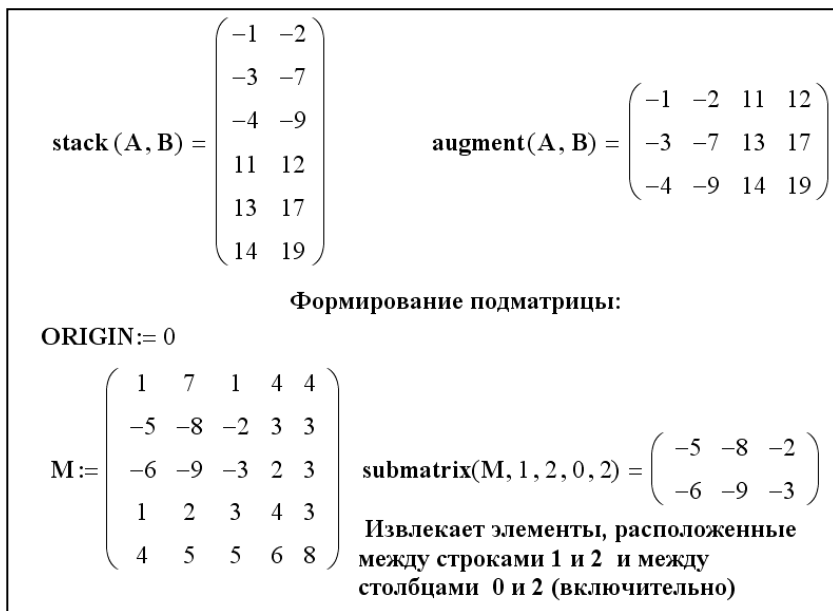 stack (A, B) =
-1 -2
-3 -7
-4 -9
11 12
13 17
14 19
augment(A, B) =
-1 -2 11 12
-3 -7 13 17
-4 -9 14 19
Формирование подматрицы:
ORIGIN:= 0
M:=
1 7 1 4 4
-5 -8 -2 3 3
-6 -9 -3 2 3
1 2 3 4 3
4 5 5 6 8
submatrix(M, 1, 2, 0, 2) =
-5 -8 -2
-6 -9 -3
Извлекает элементы, расположенные
между строками 1 и 2 и между
столбцами 0 и 2 (включительно)